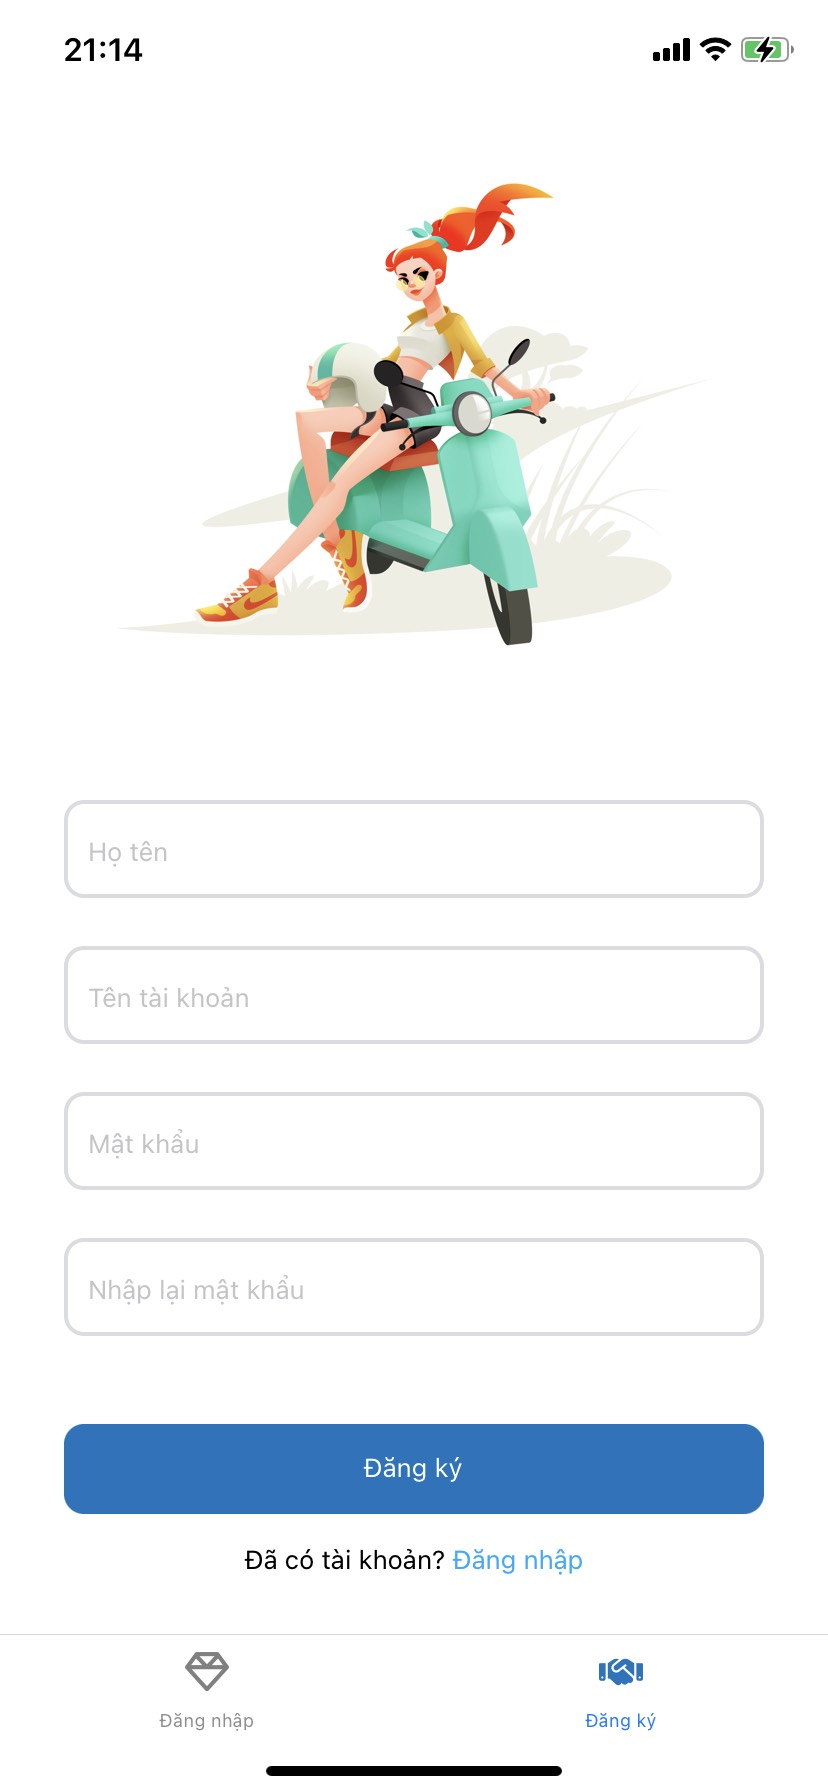 21:14
Họ tên
Tên tài khoản
Mật khẩu
Nhập lại mật khẩu
Đăng ký
Đã có tài khoản? Đăng nhập
Đăng nhập
Đăng ký